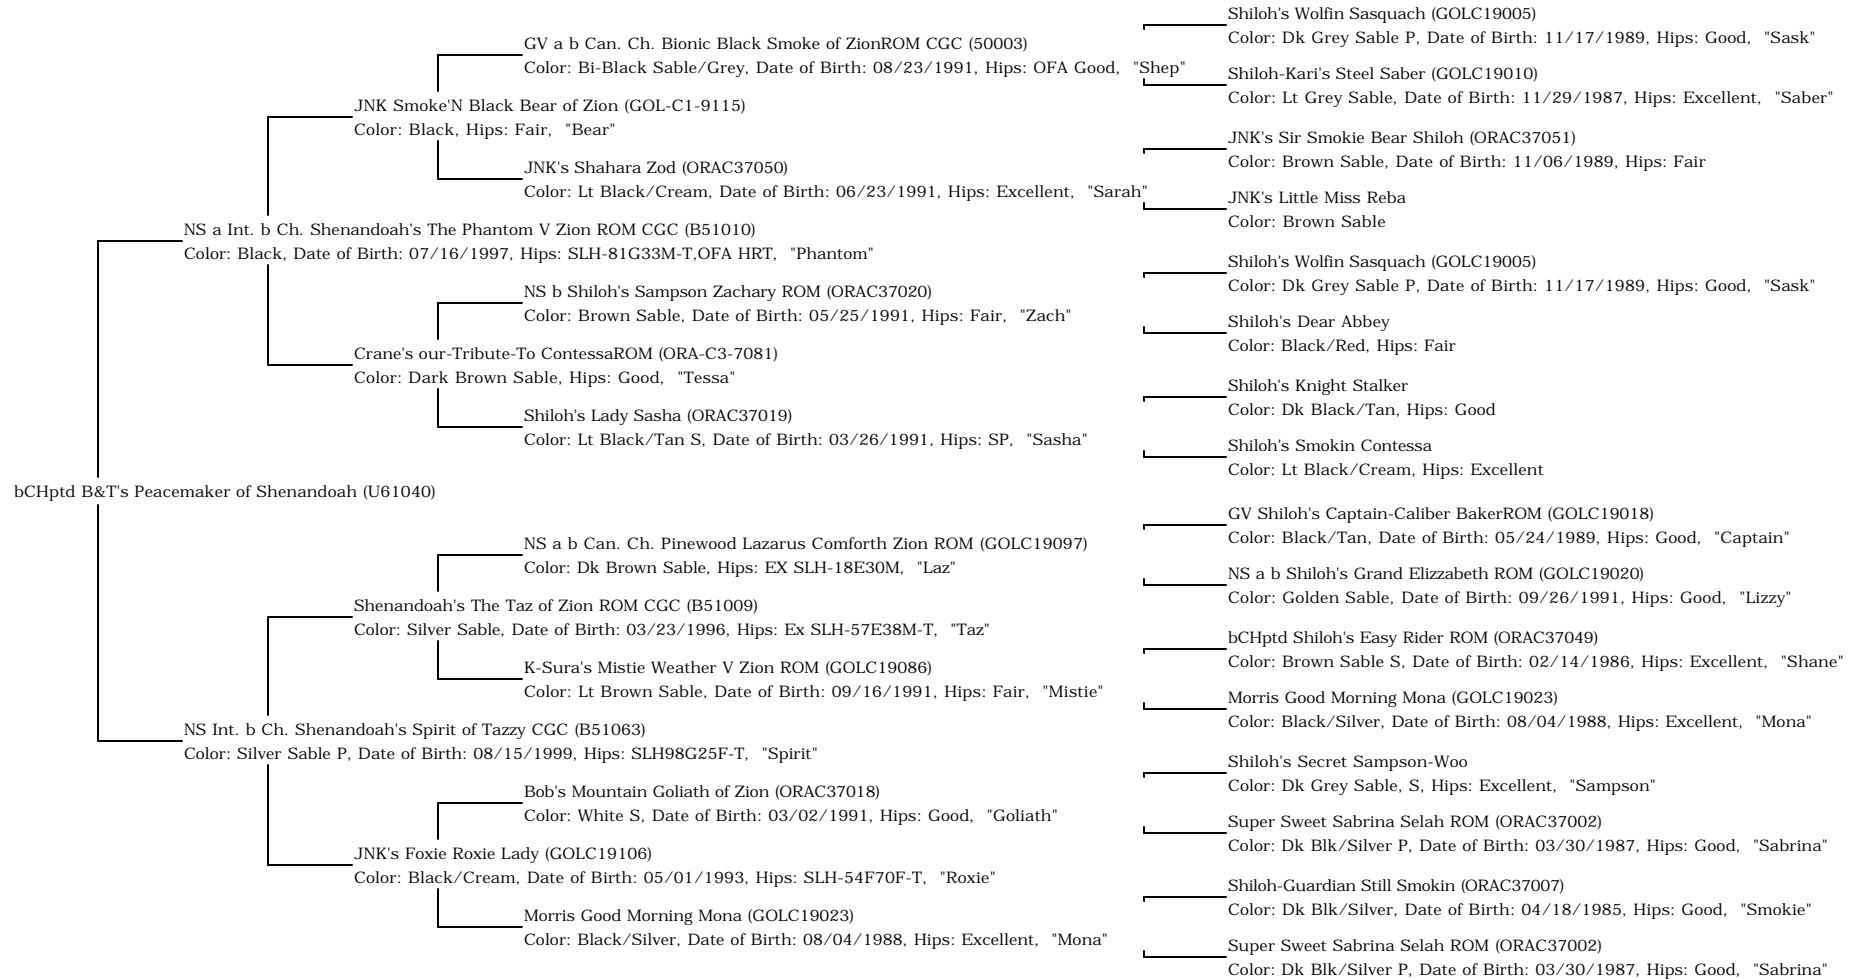 Shiloh's Wolfin Sasquach (GOLC19005)
Color: Dk Grey Sable P, Date of Birth: 11/17/1989, Hips: Good,  "Sask"
GV a b Can. Ch. Bionic Black Smoke of ZionROM CGC (50003)
Color: Bi-Black Sable/Grey, Date of Birth: 08/23/1991, Hips: OFA Good,  "Shep"
Shiloh-Kari's Steel Saber (GOLC19010)
Color: Lt Grey Sable, Date of Birth: 11/29/1987, Hips: Excellent,  "Saber"
JNK Smoke'N Black Bear of Zion (GOL-C1-9115)
Color: Black, Hips: Fair,  "Bear"
JNK's Sir Smokie Bear Shiloh (ORAC37051)
Color: Brown Sable, Date of Birth: 11/06/1989, Hips: Fair
JNK's Shahara Zod (ORAC37050)
Color: Lt Black/Cream, Date of Birth: 06/23/1991, Hips: Excellent,  "Sarah"
JNK's Little Miss Reba
Color: Brown Sable
NS a Int. b Ch. Shenandoah's The Phantom V Zion ROM CGC (B51010)
Color: Black, Date of Birth: 07/16/1997, Hips: SLH-81G33M-T,OFA HRT,  "Phantom"
Shiloh's Wolfin Sasquach (GOLC19005)
Color: Dk Grey Sable P, Date of Birth: 11/17/1989, Hips: Good,  "Sask"
NS b Shiloh's Sampson Zachary ROM (ORAC37020)
Color: Brown Sable, Date of Birth: 05/25/1991, Hips: Fair,  "Zach"
Shiloh's Dear Abbey
Color: Black/Red, Hips: Fair
Crane's our-Tribute-To ContessaROM (ORA-C3-7081)
Color: Dark Brown Sable, Hips: Good,  "Tessa"
Shiloh's Knight Stalker
Color: Dk Black/Tan, Hips: Good
Shiloh's Lady Sasha (ORAC37019)
Color: Lt Black/Tan S, Date of Birth: 03/26/1991, Hips: SP,  "Sasha"
Shiloh's Smokin Contessa
Color: Lt Black/Cream, Hips: Excellent
bCHptd B&T's Peacemaker of Shenandoah (U61040)
GV Shiloh's Captain-Caliber BakerROM (GOLC19018)
Color: Black/Tan, Date of Birth: 05/24/1989, Hips: Good,  "Captain"
NS a b Can. Ch. Pinewood Lazarus Comforth Zion ROM (GOLC19097)
Color: Dk Brown Sable, Hips: EX SLH-18E30M,  "Laz"
NS a b Shiloh's Grand Elizzabeth ROM (GOLC19020)
Color: Golden Sable, Date of Birth: 09/26/1991, Hips: Good,  "Lizzy"
Shenandoah's The Taz of Zion ROM CGC (B51009)
Color: Silver Sable, Date of Birth: 03/23/1996, Hips: Ex SLH-57E38M-T,  "Taz"
bCHptd Shiloh's Easy Rider ROM (ORAC37049)
Color: Brown Sable S, Date of Birth: 02/14/1986, Hips: Excellent,  "Shane"
K-Sura's Mistie Weather V Zion ROM (GOLC19086)
Color: Lt Brown Sable, Date of Birth: 09/16/1991, Hips: Fair,  "Mistie"
Morris Good Morning Mona (GOLC19023)
Color: Black/Silver, Date of Birth: 08/04/1988, Hips: Excellent,  "Mona"
NS Int. b Ch. Shenandoah's Spirit of Tazzy CGC (B51063)
Color: Silver Sable P, Date of Birth: 08/15/1999, Hips: SLH98G25F-T,  "Spirit"
Shiloh's Secret Sampson-Woo
Color: Dk Grey Sable, S, Hips: Excellent,  "Sampson"
Bob's Mountain Goliath of Zion (ORAC37018)
Color: White S, Date of Birth: 03/02/1991, Hips: Good,  "Goliath"
Super Sweet Sabrina Selah ROM (ORAC37002)
Color: Dk Blk/Silver P, Date of Birth: 03/30/1987, Hips: Good,  "Sabrina"
JNK's Foxie Roxie Lady (GOLC19106)
Color: Black/Cream, Date of Birth: 05/01/1993, Hips: SLH-54F70F-T,  "Roxie"
Shiloh-Guardian Still Smokin (ORAC37007)
Color: Dk Blk/Silver, Date of Birth: 04/18/1985, Hips: Good,  "Smokie"
Morris Good Morning Mona (GOLC19023)
Color: Black/Silver, Date of Birth: 08/04/1988, Hips: Excellent,  "Mona"
Super Sweet Sabrina Selah ROM (ORAC37002)
Color: Dk Blk/Silver P, Date of Birth: 03/30/1987, Hips: Good,  "Sabrina"